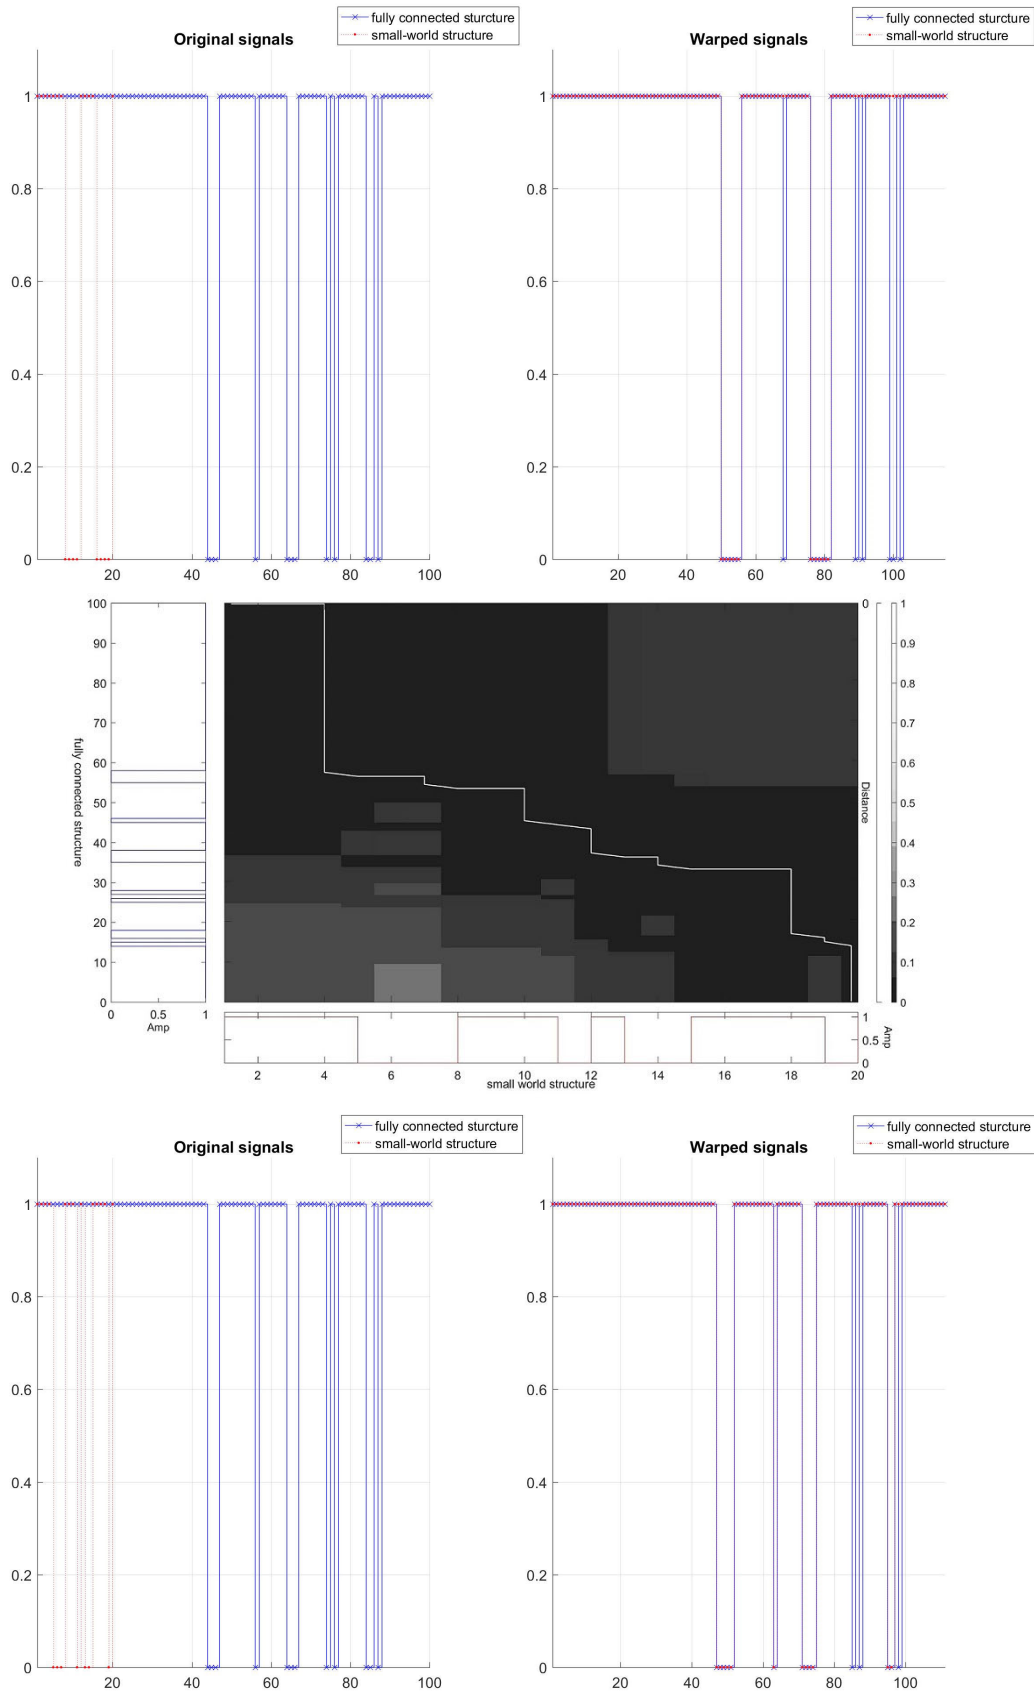 fully connected sturcture
small-world structure
Original signals
fully connected sturcture
small-world structure
Warped signals
1
0.8
0.6
0.4
0.2
0
20 40 60 80 100
1
0.8
0.6
0.4
0.2
0
20 40 60 80 100
100
90
80
70
60
50
40
30
20
10
0
fully connected structure
0 0.5 1
Amp
0
Distance
1
0.9
0.8
0.7
0.6
0.5
0.4
0.3
0.2
0.1
0
1
0.5
0
Amp
2 4 6 8 10 12 14 16 18 20
small world structure
fully connected sturcture
small-world structure
Original signals
fully connected sturcture
small-world structure
Warped signals
1
0.8
0.6
0.4
0.2
0
20 40 60 80 100
1
0.8
0.6
0.4
0.2
0
20 40 60 80 100